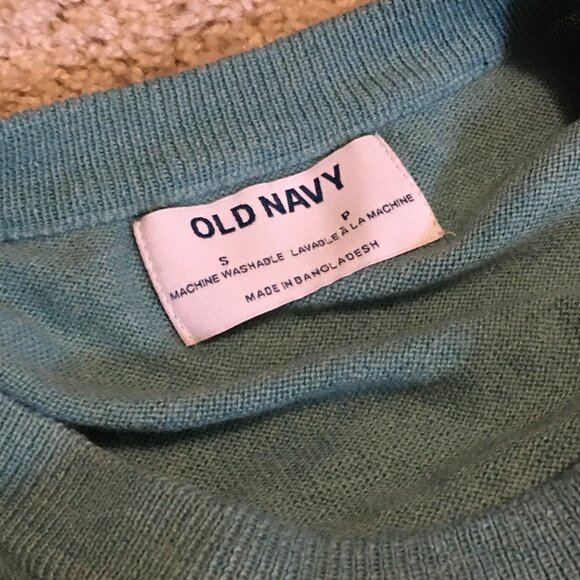 OLD NAVY
S P
MACHINE WASHABLE LAVABLE À LA MACHINE
MADE IN BANGLADESH